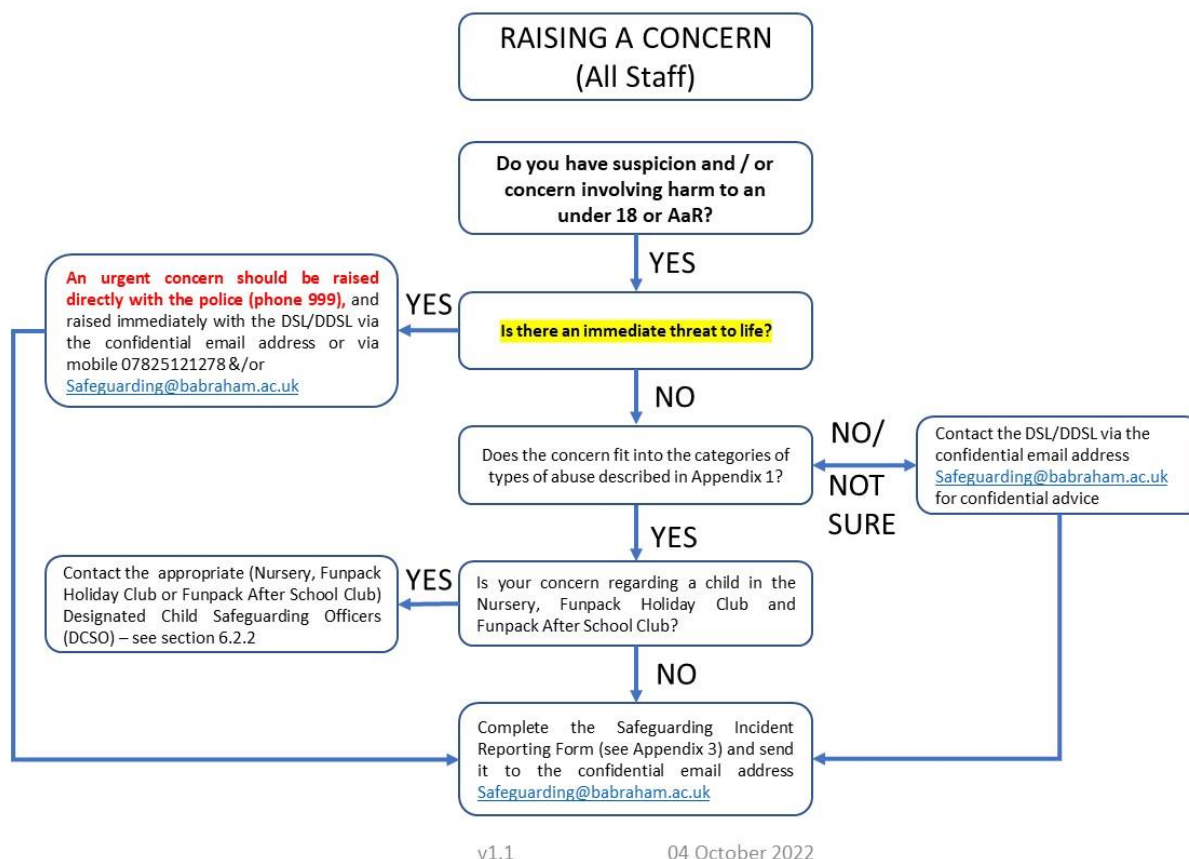 RAISING A CONCERN
(All Staff)
Do you have suspicion and / or
concern involving harm to an
under 18 or AaR?
YES
An urgent concern should be raised
directly with the police (phone 999), and
raised immediately with the DSL/DDSL via
the confidential email address or via
mobile 07825121278 &/or
Safeguarding@babraham.ac.uk
YES
Is there an immediate threat to life?
NO
Does the concern fit into the categories of
types of abuse described in Appendix 1?
NO/
NOT
SURE
Contact the DSL/DDSL via the
confidential email address
Safeguarding@babraham.ac.uk
for confidential advice
YES
Contact the appropriate (Nursery, Funpack
Holiday Club or Funpack After School Club)
Designated Child Safeguarding Officers
(DCSO) – see section 6.2.2
YES
Is your concern regarding a child in the
Nursery, Funpack Holiday Club and
Funpack After School Club?
NO
Complete the Safeguarding Incident
Reporting Form (see Appendix 3) and send
it to the confidential email address
Safeguarding@babraham.ac.uk
v1.1 04 October 2022